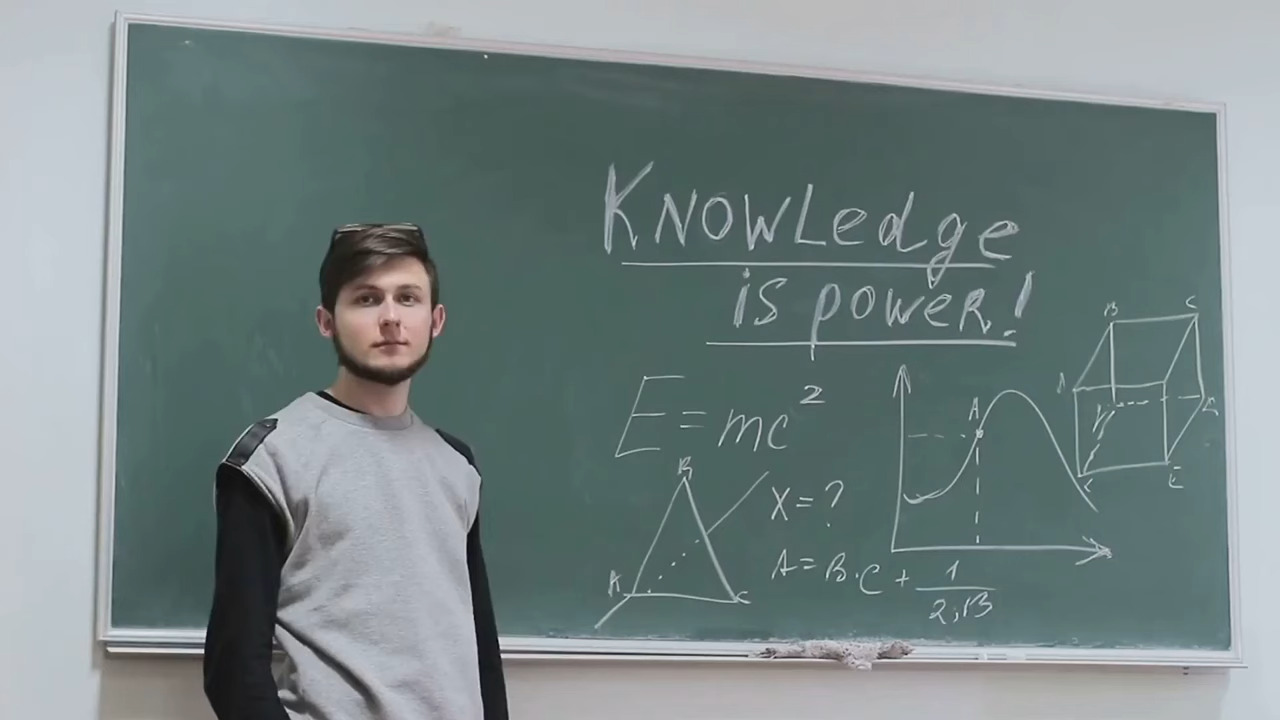 KNOWLedge
is power!
E=mc²
B
X=?
A
C
A=B.C+1/2,13
A
B
C
A
E